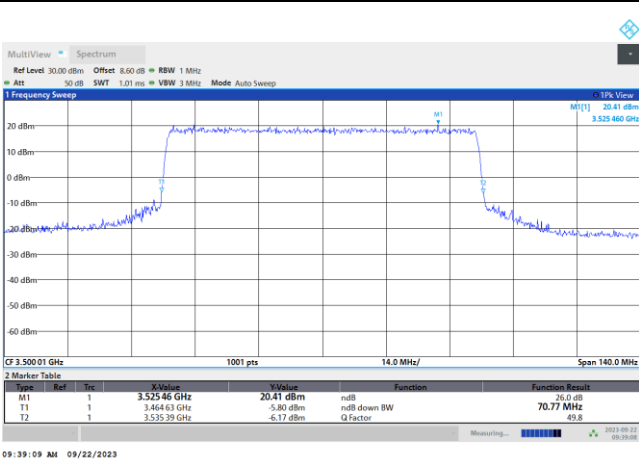 MultiView Spectrum
Ref Level 30.00 dBm Offset 8.60 dB RBW 1 MHz
Att 50 dB SWT 1.01 ms VBW 3 MHz Mode Auto Sweep
1 Frequency Sweep 1Pk View
M1[1] 20.41 dBm
3.525 460 GHz
M1
20 dBm
10 dBm
0 dBm
T1 T2
-10 dBm
-20 dBm
-30 dBm
-40 dBm
-50 dBm
-60 dBm
CF 3.500 01 GHz 1001 pts 14.0 MHz/ Span 140.0 MHz
2 Marker Table
Type Ref Trc X-Value Y-Value Function Function Result
M1 1 3.525 46 GHz 20.41 dBm ndB 26.0 dB
T1 1 3.464 63 GHz -5.80 dBm ndB down BW 70.77 MHz
T2 1 3.535 39 GHz -6.17 dBm Q Factor 49.8
Measuring... 2023-09-22
09:39:08
09:39:09 AM 09/22/2023